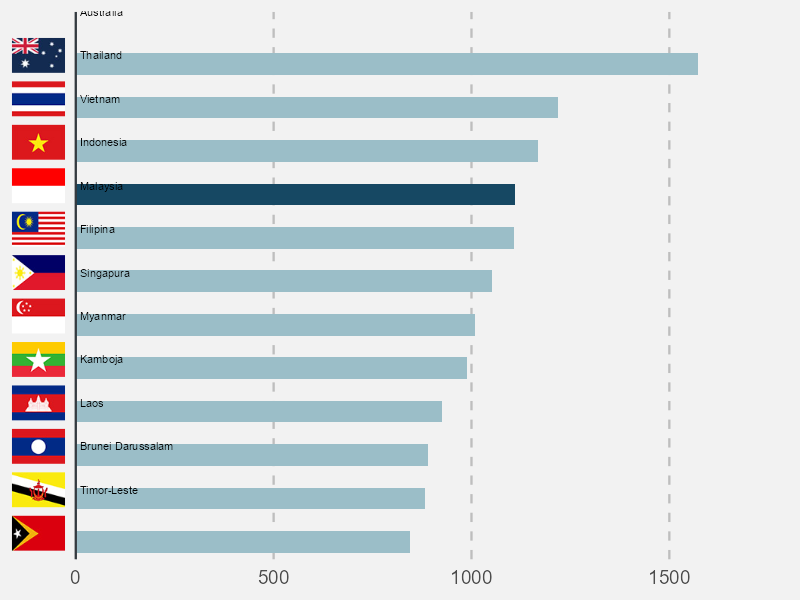 Australia
Thailand
Vietnam
Indonesia
Malaysia
Filipina
Singapura
Myanmar
Kamboja
Laos
Brunei Darussalam
Timor-Leste
0 500 1000 1500